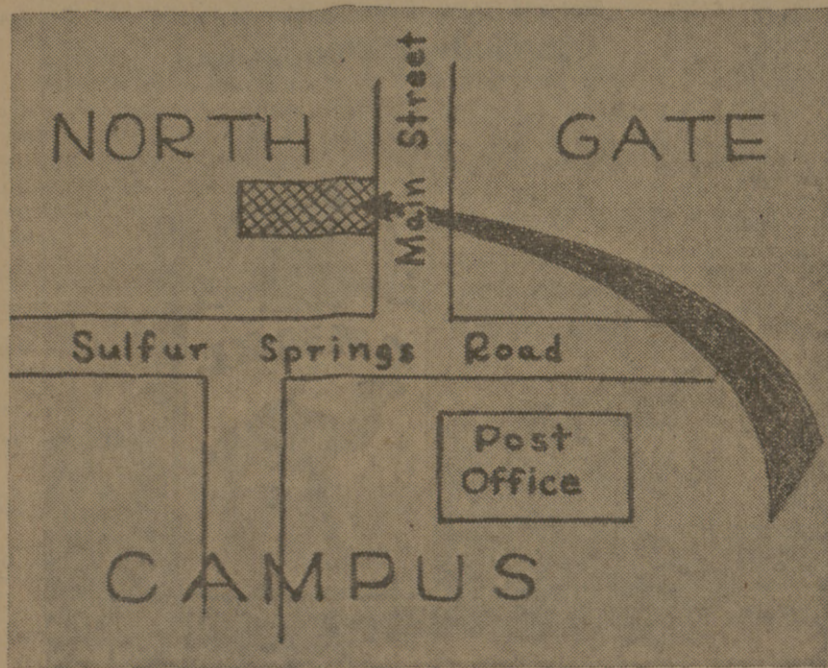 Main Street
NORTH GATE
Sulfur Springs Road
Post
Office
CAMPUS